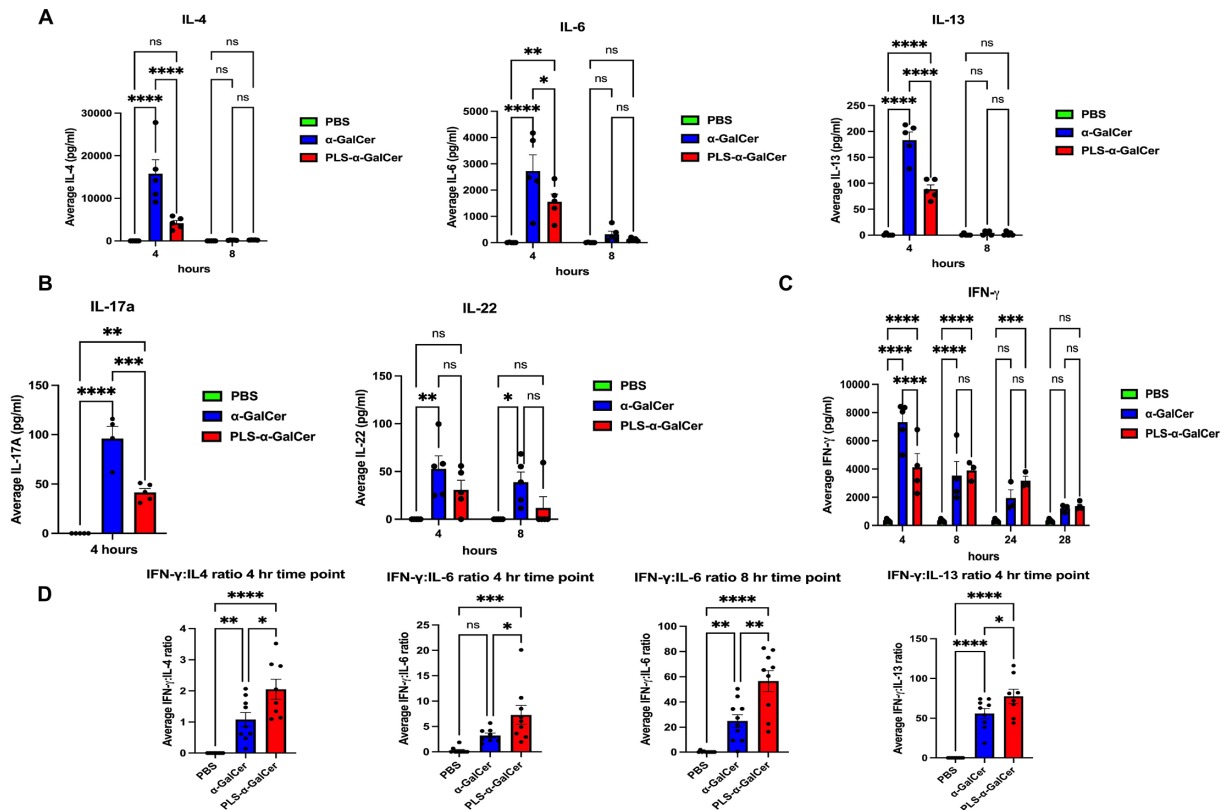 A
IL-4
ns
ns
****
ns
****
ns
Average IL-4 (pg/ml)
30000
20000
10000
0
4
8
hours
PBS
α-GalCer
PLS-α-GalCer
IL-6
**
ns
*
ns
****
ns
Average IL-6 (pg/ml)
5000
4000
3000
2000
1000
0
4
8
hours
PBS
α-GalCer
PLS-α-GalCer
IL-13
****
ns
****
ns
****
ns
Average IL-13 (pg/ml)
250
200
150
100
50
0
4
8
hours
PBS
α-GalCer
PLS-α-GalCer
B
IL-17a
**
***
****
Average IL-17A (pg/ml)
150
100
50
0
4 hours
PBS
α-GalCer
PLS-α-GalCer
IL-22
ns
ns
ns
ns
**
*
ns
Average IL-22 (pg/ml)
150
100
50
0
4
8
hours
PBS
α-GalCer
PLS-α-GalCer
C
IFN-γ
****
****
***
ns
****
****
ns
ns
****
ns
ns
ns
Average IFN-γ (pg/ml)
10000
8000
6000
4000
2000
0
4
8
24
28
hours
PBS
α-GalCer
PLS-α-GalCer
D
IFN-γ:IL4 ratio 4 hr time point
****
**
*
Average IFN-γ:IL-4 ratio
4
3
2
1
0
PBS
α-GalCer
PLS-α-GalCer
IFN-γ:IL-6 ratio 4 hr time point
***
ns
*
Average IFN-γ:IL-6 ratio
25
20
15
10
5
0
PBS
α-GalCer
PLS-α-GalCer
IFN-γ:IL-6 ratio 8 hr time point
****
**
**
Average IFN-γ:IL-6 ratio
100
80
60
40
20
0
PBS
α-GalCer
PLS-α-GalCer
IFN-γ:IL-13 ratio 4 hr time point
****
****
*
Average IFN-γ:IL-13 ratio
150
100
50
0
PBS
α-GalCer
PLS-α-GalCer